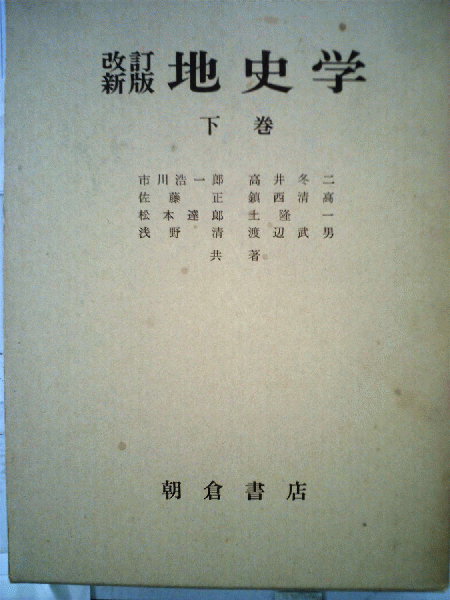 改訂新版 地史学
下巻
市川浩一郎 高井冬二
佐藤正 鎮西清高
松本達郎 土隆一
浅野清 渡辺武男
共著
朝倉書店